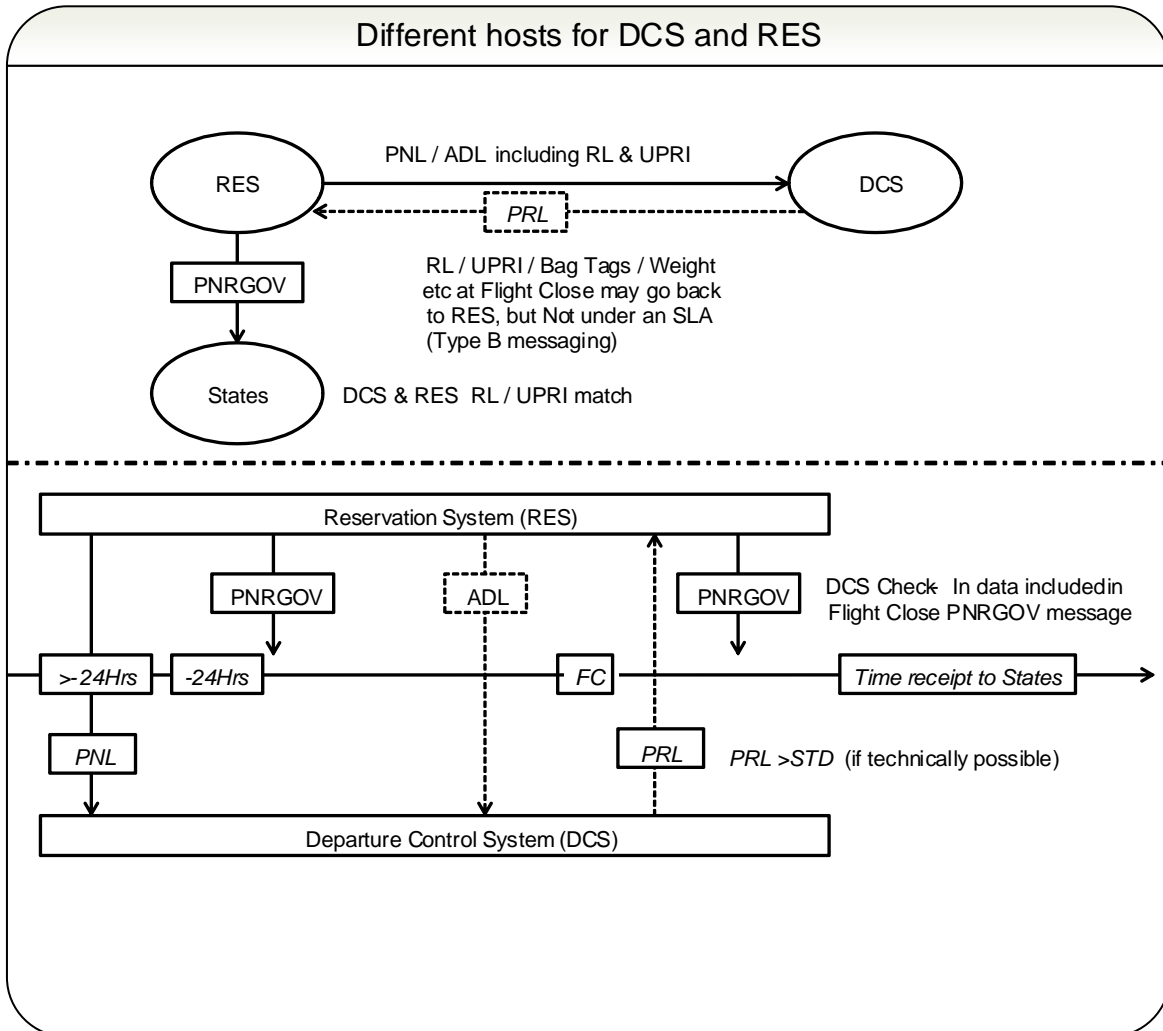 Different hosts for DCS and RES
PNL / ADL including RL & UPRI
RES
DCS
PRL
RL / UPRI / Bag Tags / Weight
etc at Flight Close may go back
to RES, but Not under an SLA
(Type B messaging)
PNRGOV
States
DCS & RES RL / UPRI match
Reservation System (RES)
PNRGOV
ADL
PNRGOV
DCS Check- In data included in
Flight Close PNRGOV message
>-24Hrs
-24Hrs
FC
Time receipt to States
PNL
PRL
PRL >STD (if technically possible)
Departure Control System (DCS)